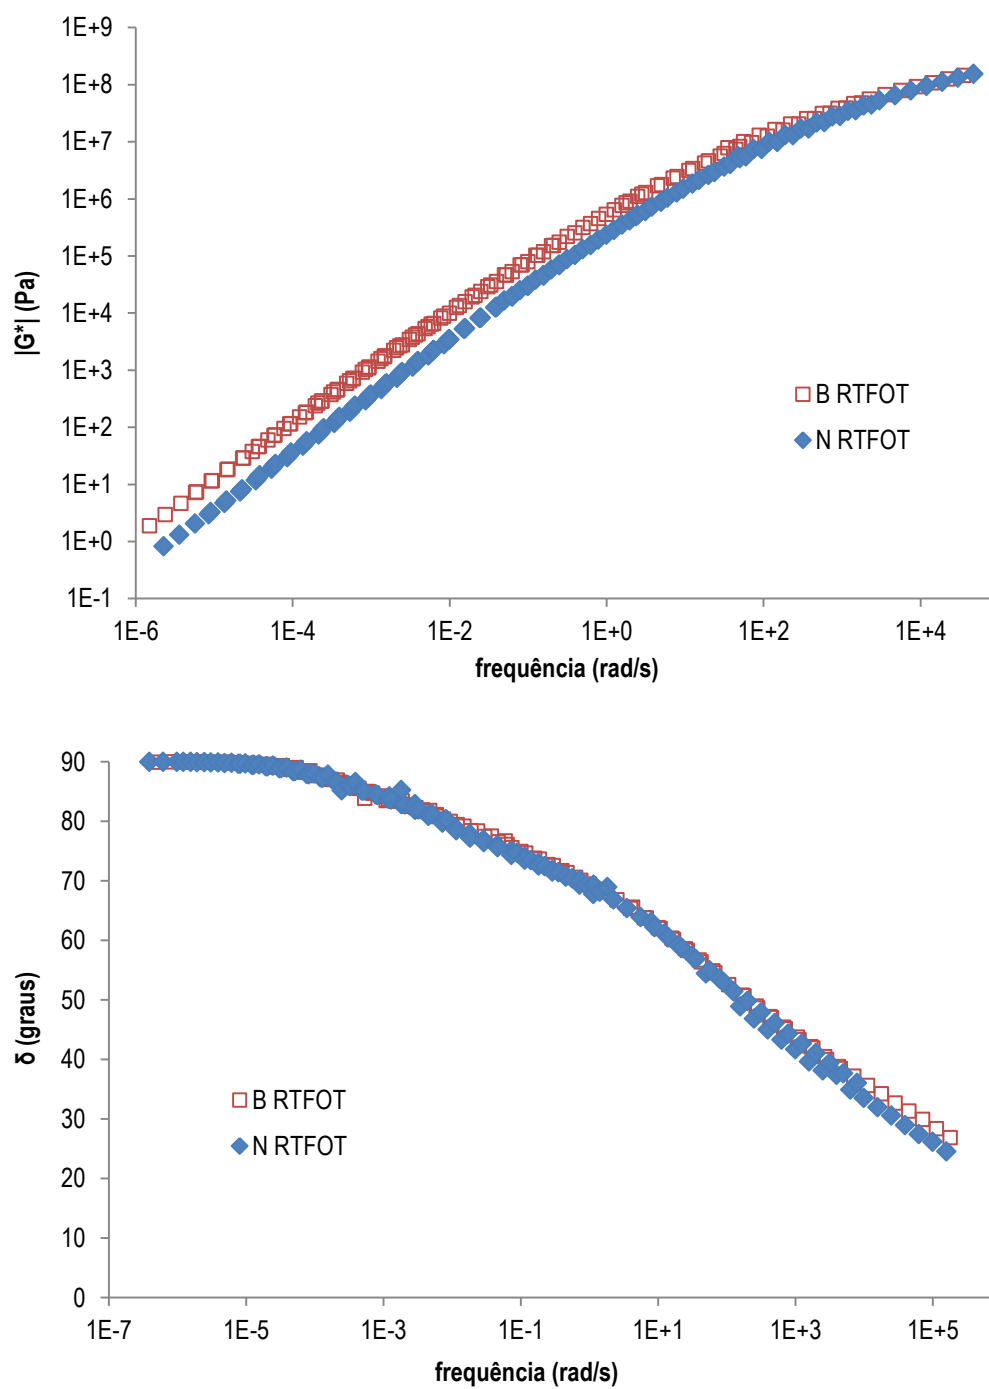 1E+9
1E+8
1E+7
1E+6
1E+5
1E+4
1E+3
1E+2
1E+1
1E+0
1E-1
|G*| (Pa)
B RTFOT
N RTFOT
1E-6 1E-4 1E-2 1E+0 1E+2 1E+4
frequência (rad/s)
90
80
70
60
50
40
30
20
10
0
δ (graus)
B RTFOT
N RTFOT
1E-7 1E-5 1E-3 1E-1 1E+1 1E+3 1E+5
frequência (rad/s)